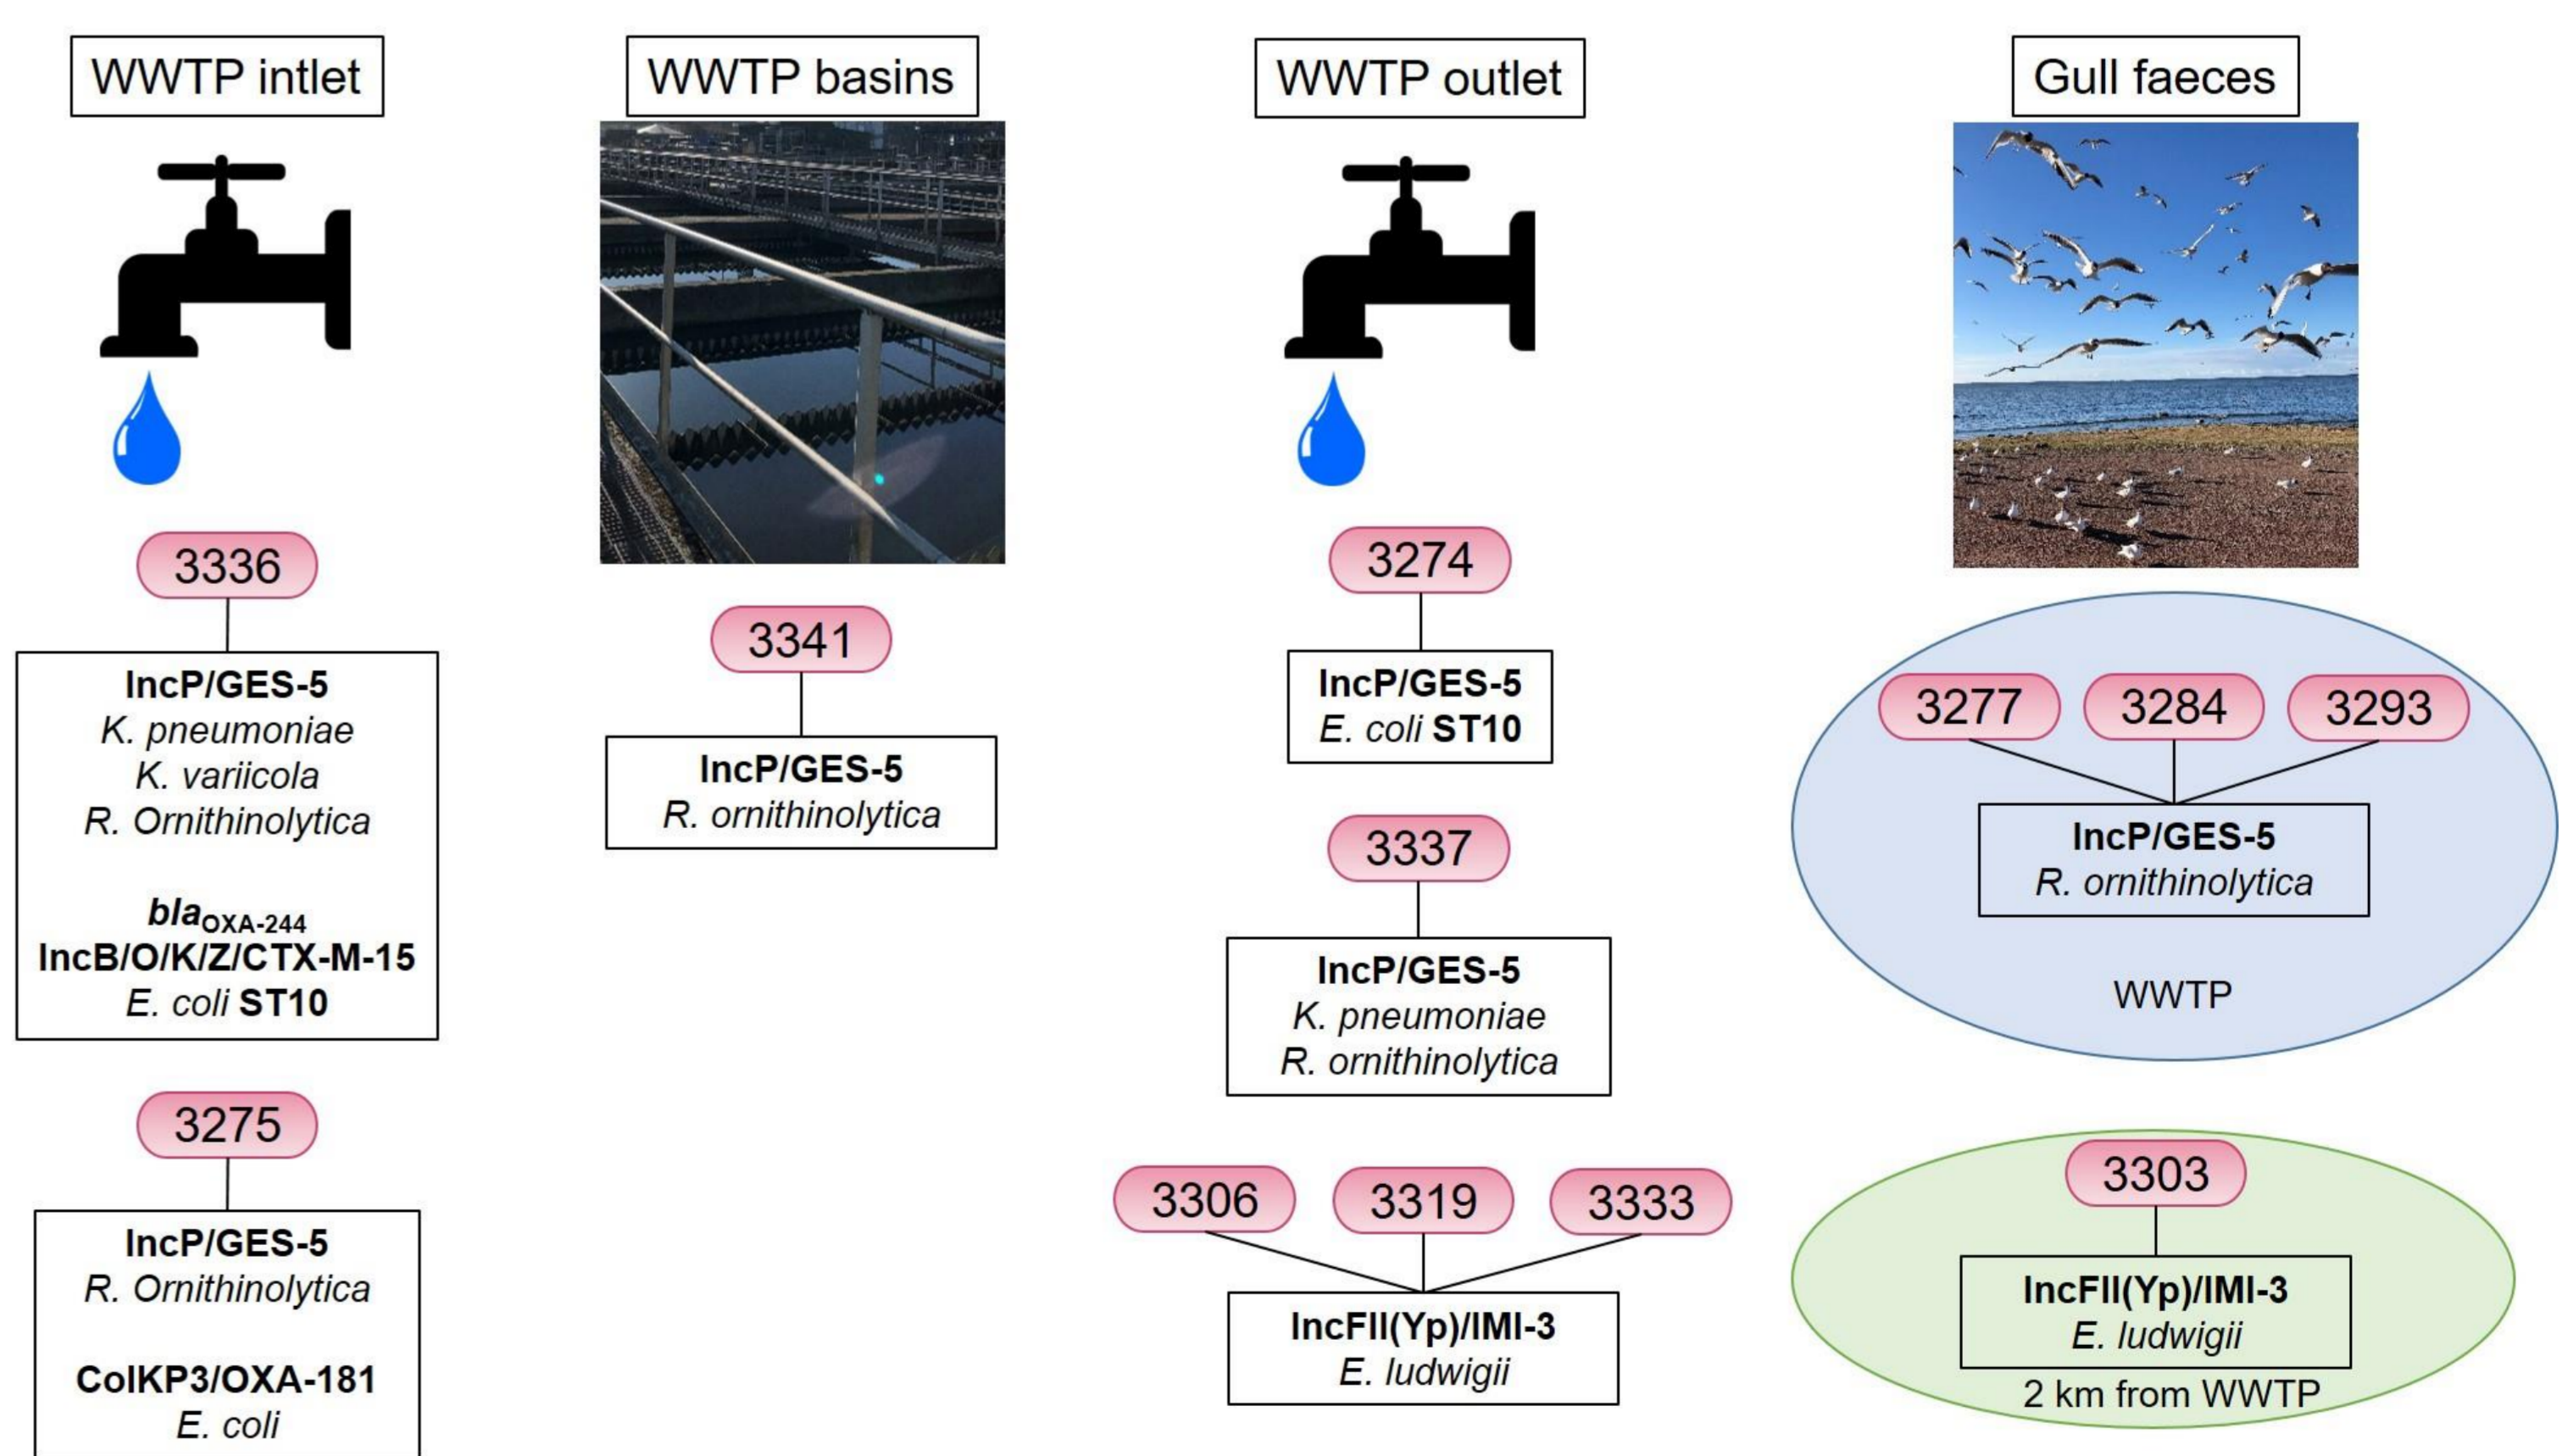 WWTP intlet
3336
IncP/GES-5
K. pneumoniae
K. variicola
R. Ornithinolytica
blaOXA-244
IncB/O/K/Z/CTX-M-15
E. coli ST10
3275
IncP/GES-5
R. Ornithinolytica
ColKP3/OXA-181
E. coli
WWTP basins
3341
IncP/GES-5
R. ornithinolytica
WWTP outlet
3274
IncP/GES-5
E. coli ST10
3337
IncP/GES-5
K. pneumoniae
R. ornithinolytica
3306 3319 3333
IncFII(Yp)/IMI-3
E. ludwigii
Gull faeces
3277 3284 3293
IncP/GES-5
R. ornithinolytica
WWTP
3303
IncFII(Yp)/IMI-3
E. ludwigii
2 km from WWTP